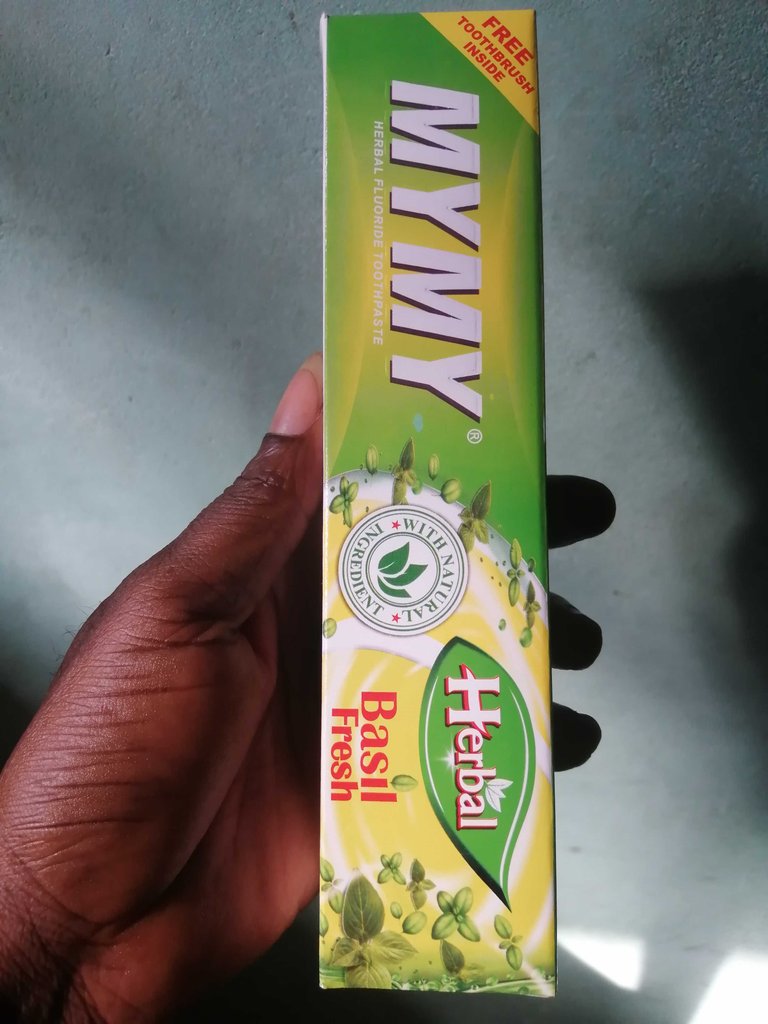 FREE
TOOTHBRUSH
INSIDE
MYMY®
HERBAL FLUORIDE TOOTHPASTE
★ WITH NATURAL ★
INGREDIENT
Herbal
Basil
Fresh